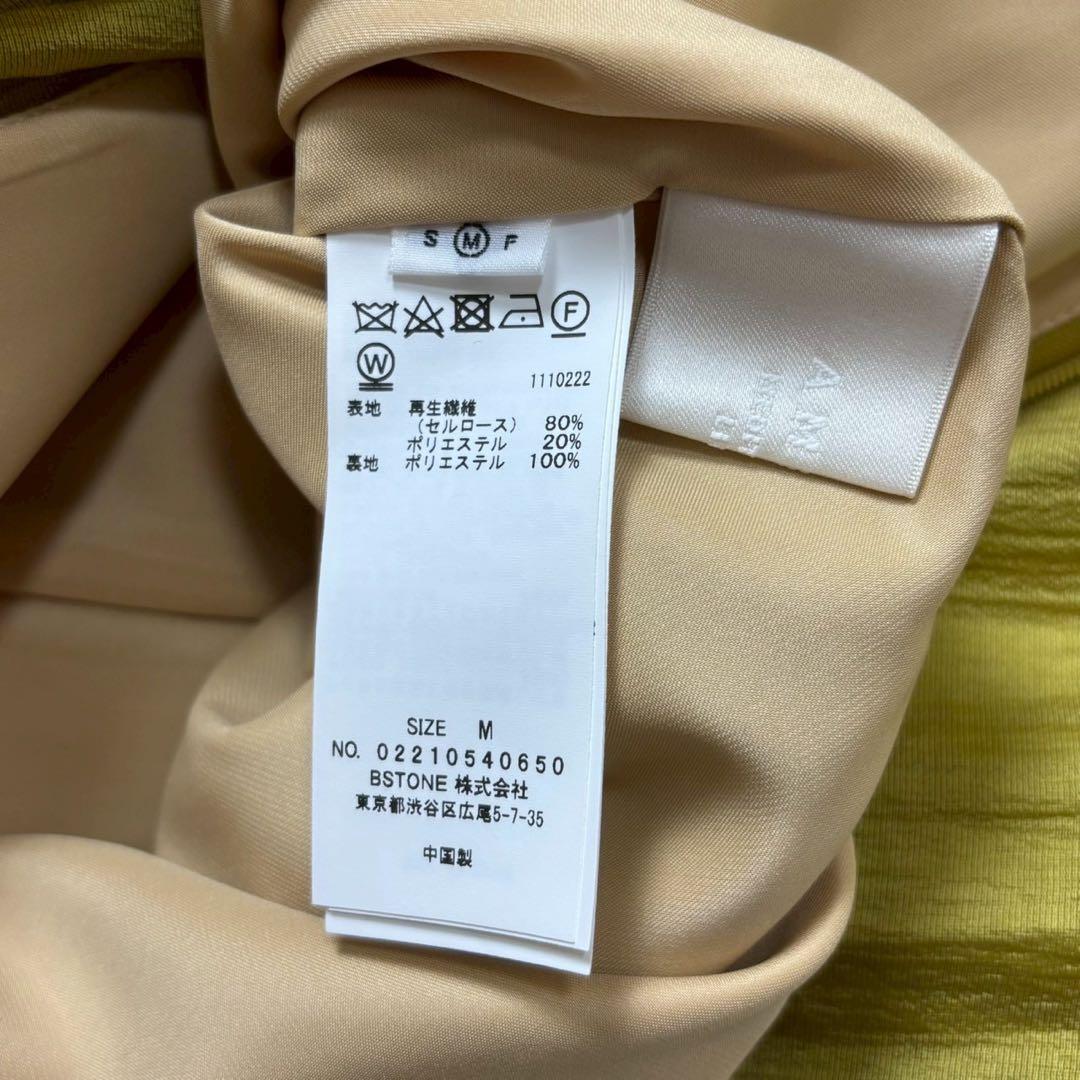 S M F
F
W
1110222
表地 再生繊維
（セルロース） 80%
ポリエステル 20%
裏地 ポリエステル 100%
SIZE M
NO. 02210540650
BSTONE 株式会社
東京都渋谷区広尾5-7-35
中国製